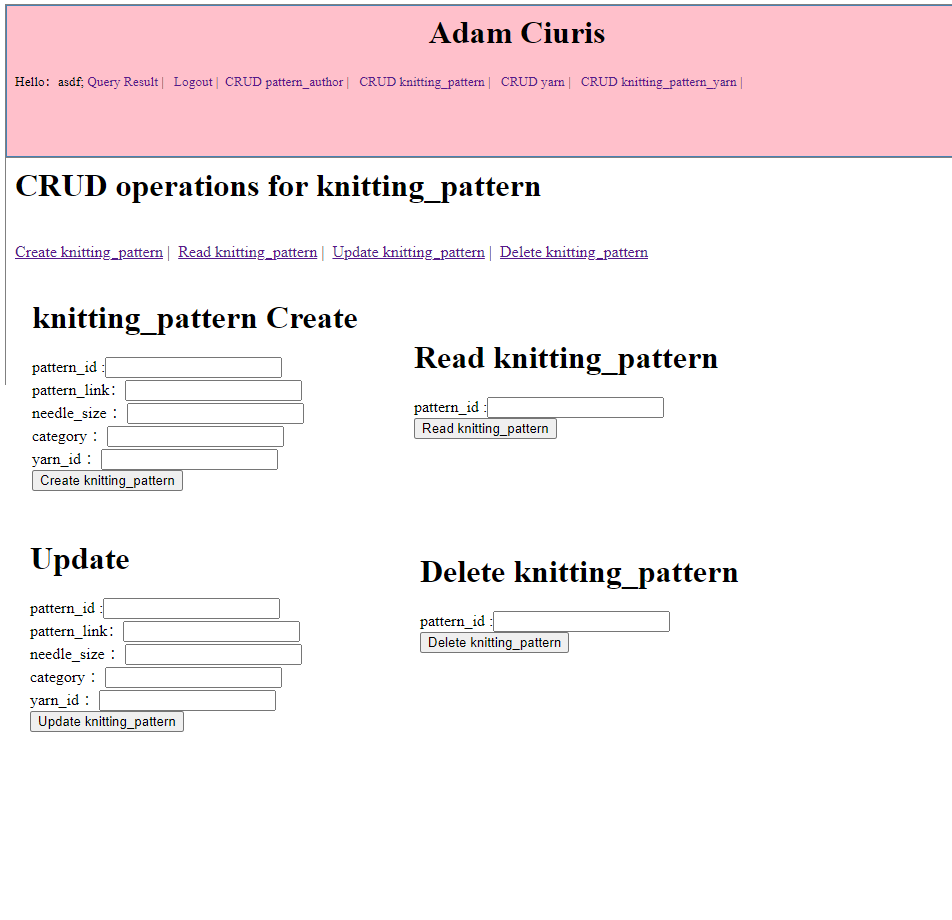 Adam Ciuris
Hello： asdf; Query Result | Logout | CRUD pattern_author | CRUD knitting_pattern | CRUD yarn | CRUD knitting_pattern_yarn |
CRUD operations for knitting_pattern
Create knitting_pattern | Read knitting_pattern | Update knitting_pattern | Delete knitting_pattern
knitting_pattern Create
pattern_id :
pattern_link：
needle_size：
category：
yarn_id：
Create knitting_pattern
Read knitting_pattern
pattern_id :
Read knitting_pattern
Update
pattern_id :
pattern_link：
needle_size：
category：
yarn_id：
Update knitting_pattern
Delete knitting_pattern
pattern_id :
Delete knitting_pattern